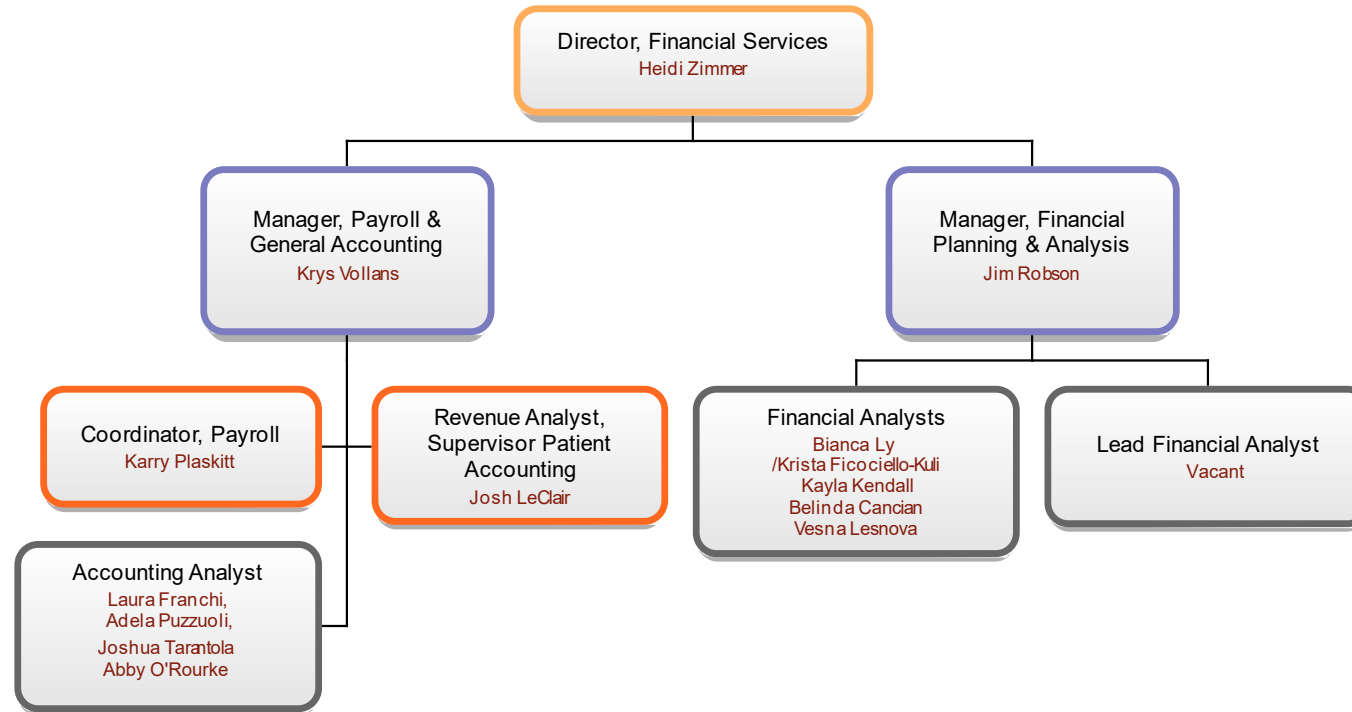 Director, Financial Services
Heidi Zimmer
Manager, Payroll &
General Accounting
Krys Vollans
Manager, Financial
Planning & Analysis
Jim Robson
Coordinator, Payroll
Karry Plaskitt
Revenue Analyst,
Supervisor Patient
Accounting
Josh LeClair
Financial Analysts
Bianca Ly
/Krista Ficociello-Kuli
Kayla Kendall
Belinda Cancian
Vesna Lesnova
Lead Financial Analyst
Vacant
Accounting Analyst
Laura Franchi,
Adela Puzzuoli,
Joshua Tarantola
Abby O'Rourke